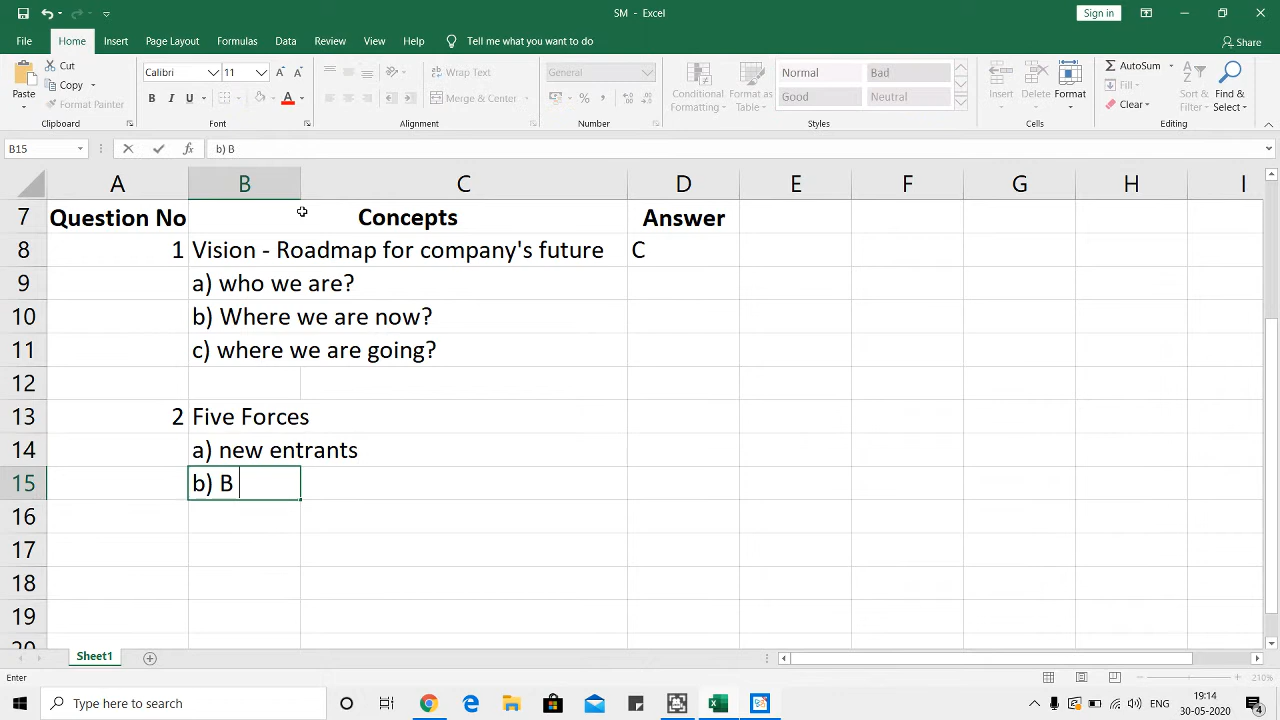 SM - Excel
Sign in
File Home Insert Page Layout Formulas Data Review View Help Tell me what you want to do Share
Paste Cut Calibri 11 Wrap Text General Conditional Formatting Format as Table Normal Bad Insert Delete Format AutoSum Sort & Filter Find & Select
Copy Merge & Center Good Neutral Fill
Format Painter Clear
Clipboard Font Alignment Number Styles Cells Editing
B15 b) B
A B C D E F G H I
7 Question No Concepts Answer
8 1 Vision - Roadmap for company's future C
9 a) who we are?
10 b) Where we are now?
11 c) where we are going?
12
13 2 Five Forces
14 a) new entrants
15 b) B
16
17
18
19
20
Sheet1
Enter 210%
Type here to search ENG 19:14
30-05-2020 4